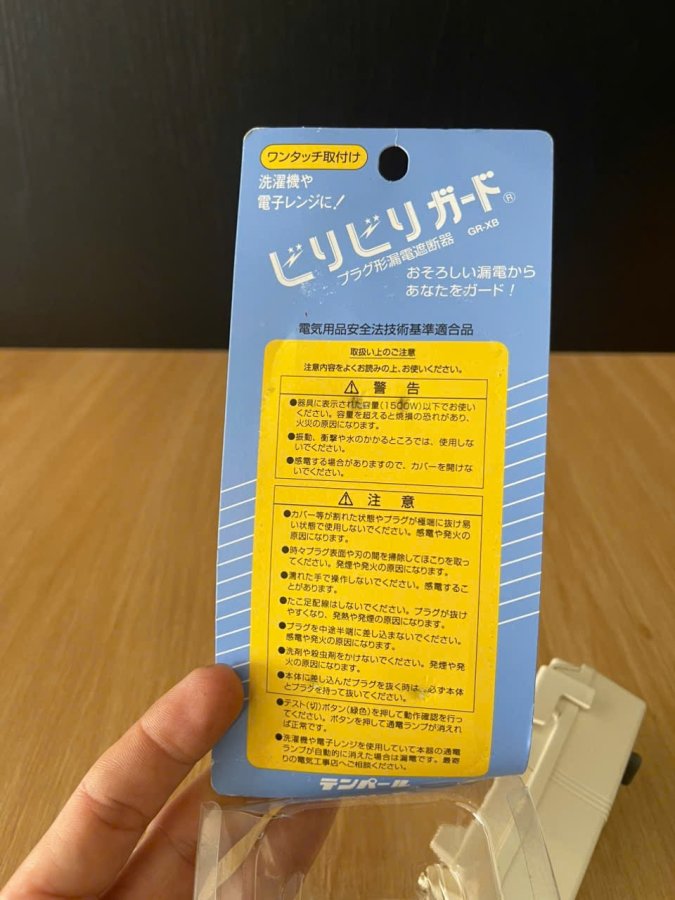 ワンタッチ取付け
洗濯機や
電子レンジに!
ビリビリガード®
プラグ形漏電遮断器 GR-XB
おそろしい漏電から
あなたをガード!
電気用品安全法技術基準適合品
取扱い上のご注意
注意内容をよくお読みの上、お使いください。
⚠ 警告
●器具に表示された容量(1500W)以下でお使い
ください。容量を超えると焼損の恐れがあり、
火災の原因になります。
●振動、衝撃や水のかかるところでは、使用しな
いでください。
●感電する場合がありますので、カバーを開けな
いでください。
⚠ 注意
●カバー等が割れた状態やプラグが極端に抜け易
い状態で使用しないでください。感電や発火の
原因になります。
●時々プラグ表面や刃の間を掃除してほこりを取っ
てください。発煙や発火の原因になります。
●濡れた手で操作しないでください。感電するこ
とがあります。
●たこ足配線はしないでください。プラグが抜け
やすくなり、発熱や発煙の原因になります。
●プラグを中途半端に差し込まないでください。
感電や発火の原因になります。
●洗剤や殺虫剤をかけないでください。発煙や発
火の原因になります。
●本体に差し込んだプラグを抜く時は、必ず本体
とプラグを持って抜いてください。
●テスト(切)ボタン(緑色)を押して動作確認を行っ
てください。ボタンを押して通電ランプが消えれ
ば正常です。
●洗濯機や電子レンジを使用していて本器の通電
ランプが自動的に消えた場合は漏電です。最寄
りの電気工事店へご相談ください。
テンパール